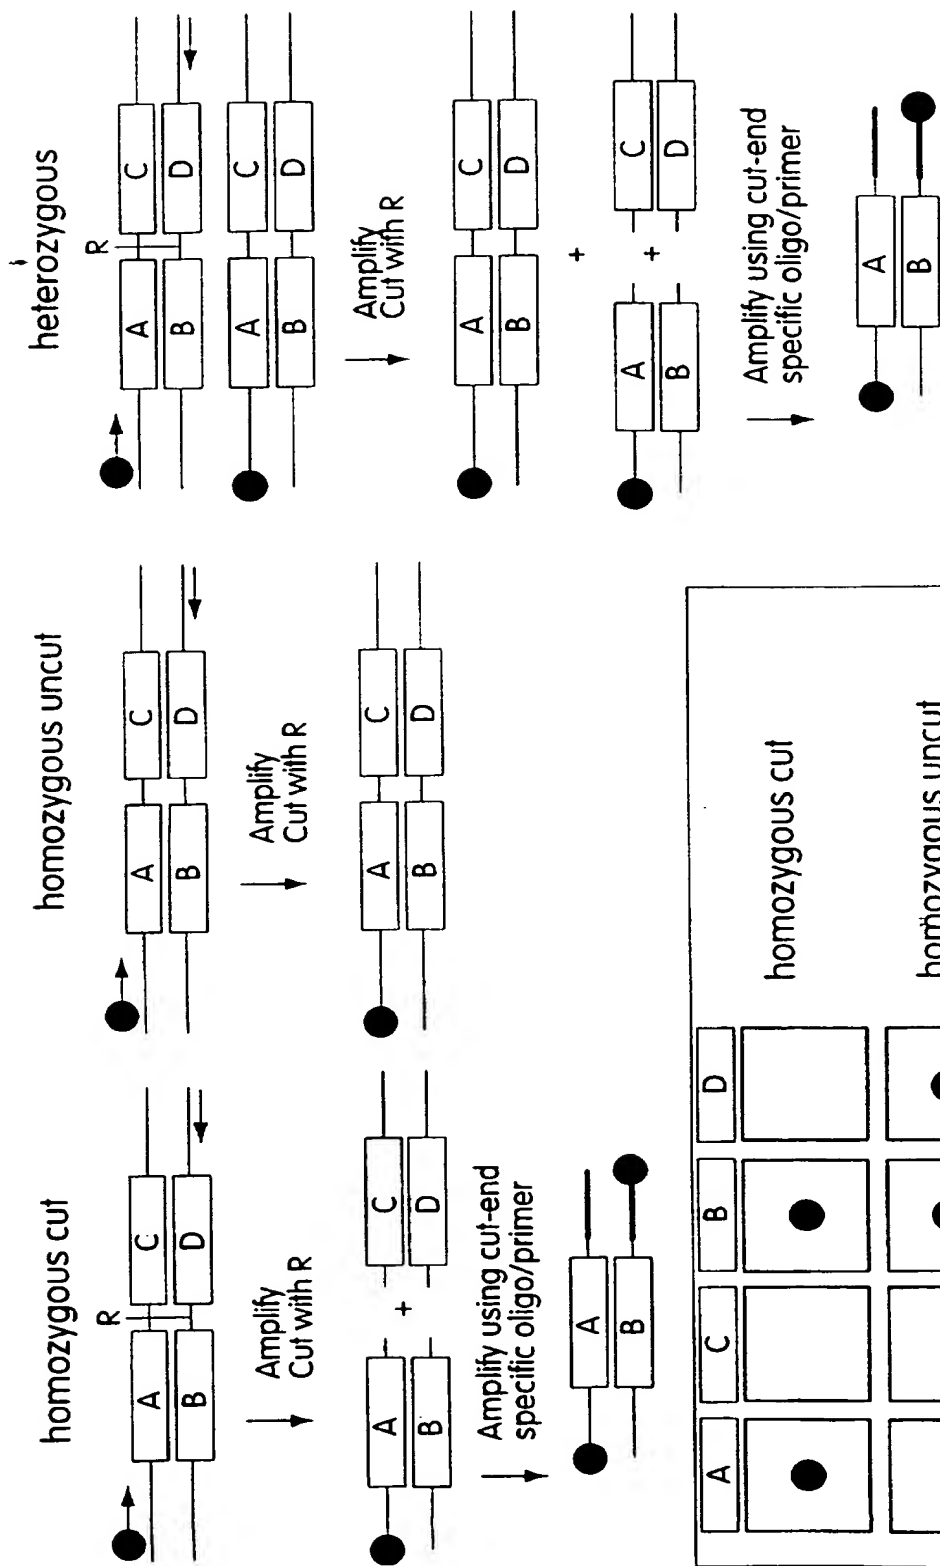 homozygous cut
R
A
C
B
D
Amplify
Cut with R
A
C
+
B
D
Amplify using cut-end
specific oligo/primer
A
B
homozygous uncut
A
C
B
D
Amplify
Cut with R
A
C
B
D
heterozygous
R
A
C
B
D
A
C
B
D
Amplify
Cut with R
A
C
B
D
+
A
C
+
B
D
Amplify using cut-end
specific oligo/primer
A
B
A C B D
homozygous cut
homozygous uncut